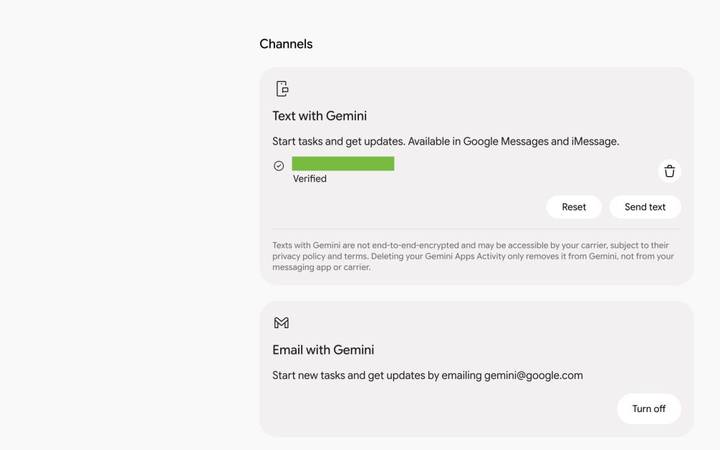 Channels
Text with Gemini
Start tasks and get updates. Available in Google Messages and iMessage.
Verified
Reset
Send text
Texts with Gemini are not end-to-end-encrypted and may be accessible by your carrier, subject to their
privacy policy and terms. Deleting your Gemini Apps Activity only removes it from Gemini, not from your
messaging app or carrier.
Email with Gemini
Start new tasks and get updates by emailing gemini@google.com
Turn off